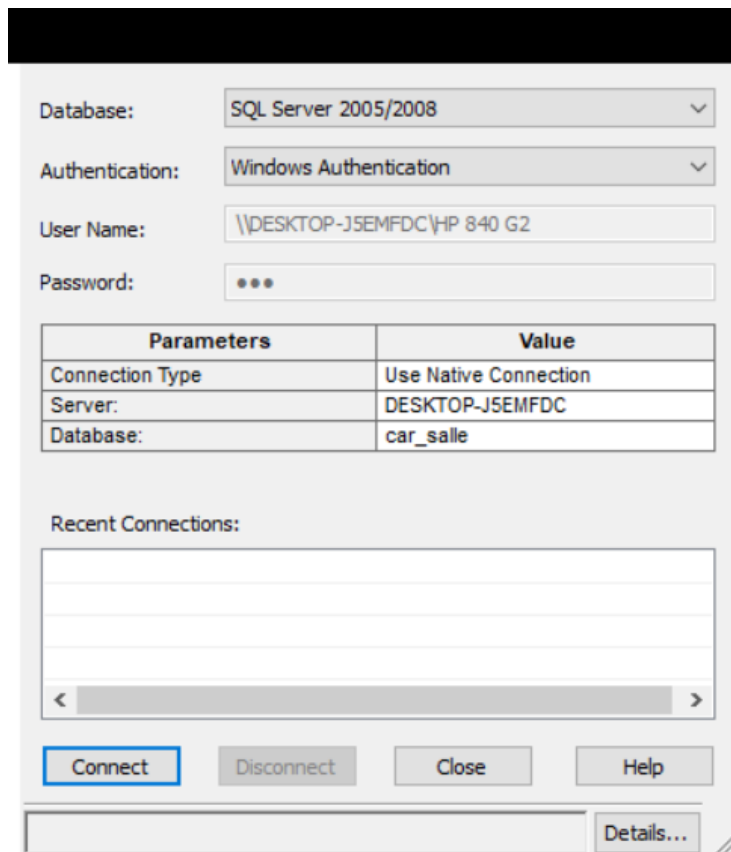 Database: SQL Server 2005/2008
Authentication: Windows Authentication
User Name: \\DESKTOP-J5EMFDC\HP 840 G2
Password: •••
Parameters Value
Connection Type Use Native Connection
Server: DESKTOP-J5EMFDC
Database: car_salle
Recent Connections:
Connect Disconnect Close Help
Details...